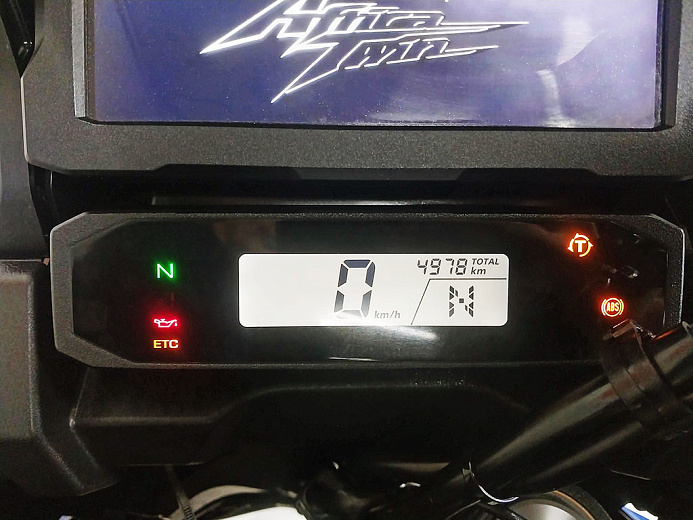 Africa
Twin
N
ETC
0 km/h
4978 TOTAL km
N
T
ABS